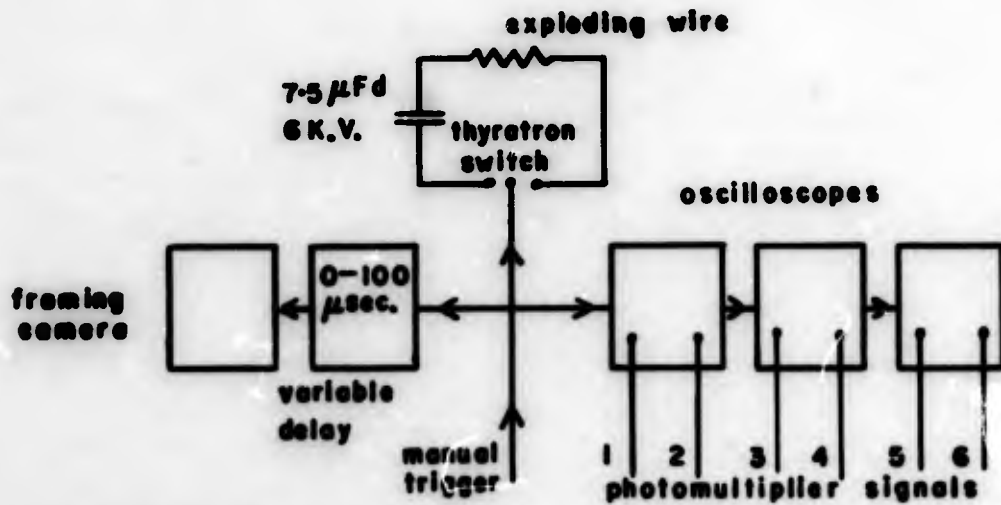 exploding wire
7.5 μFd
6 K.V.
thyratron
switch
oscilloscopes
framing
camera
0-100
μsec.
variable
delay
manual
trigger
1 2 3 4 5 6
photomultiplier signals